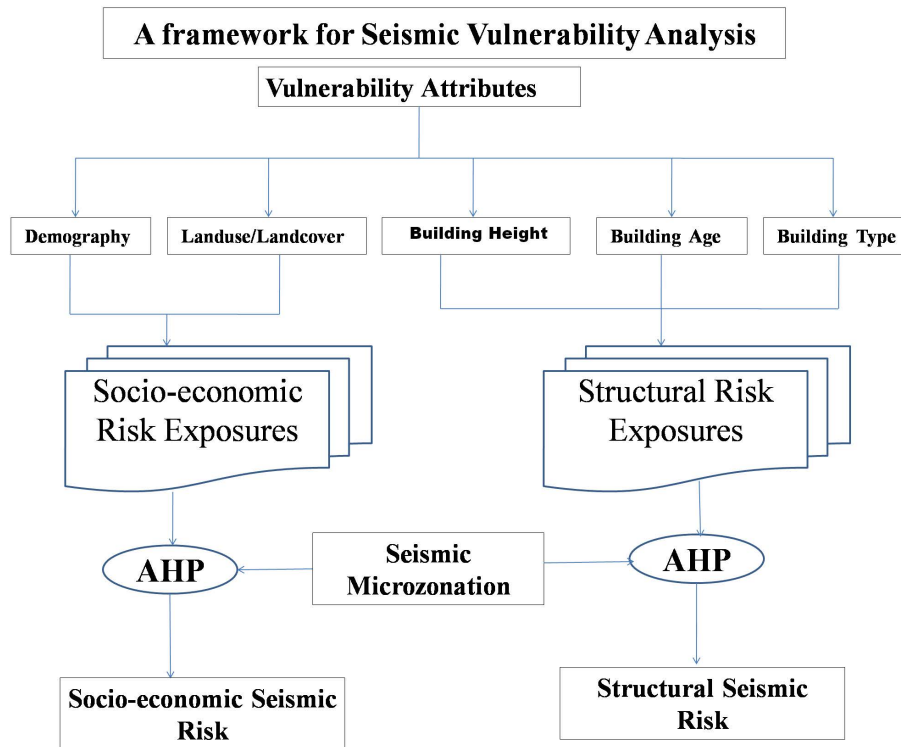 A framework for Seismic Vulnerability Analysis
Vulnerability Attributes
Demography
Landuse/Landcover
Building Height
Building Age
Building Type
Socio-economic
Risk Exposures
Structural Risk
Exposures
AHP
Seismic
Microzonation
AHP
Socio-economic Seismic
Risk
Structural Seismic
Risk